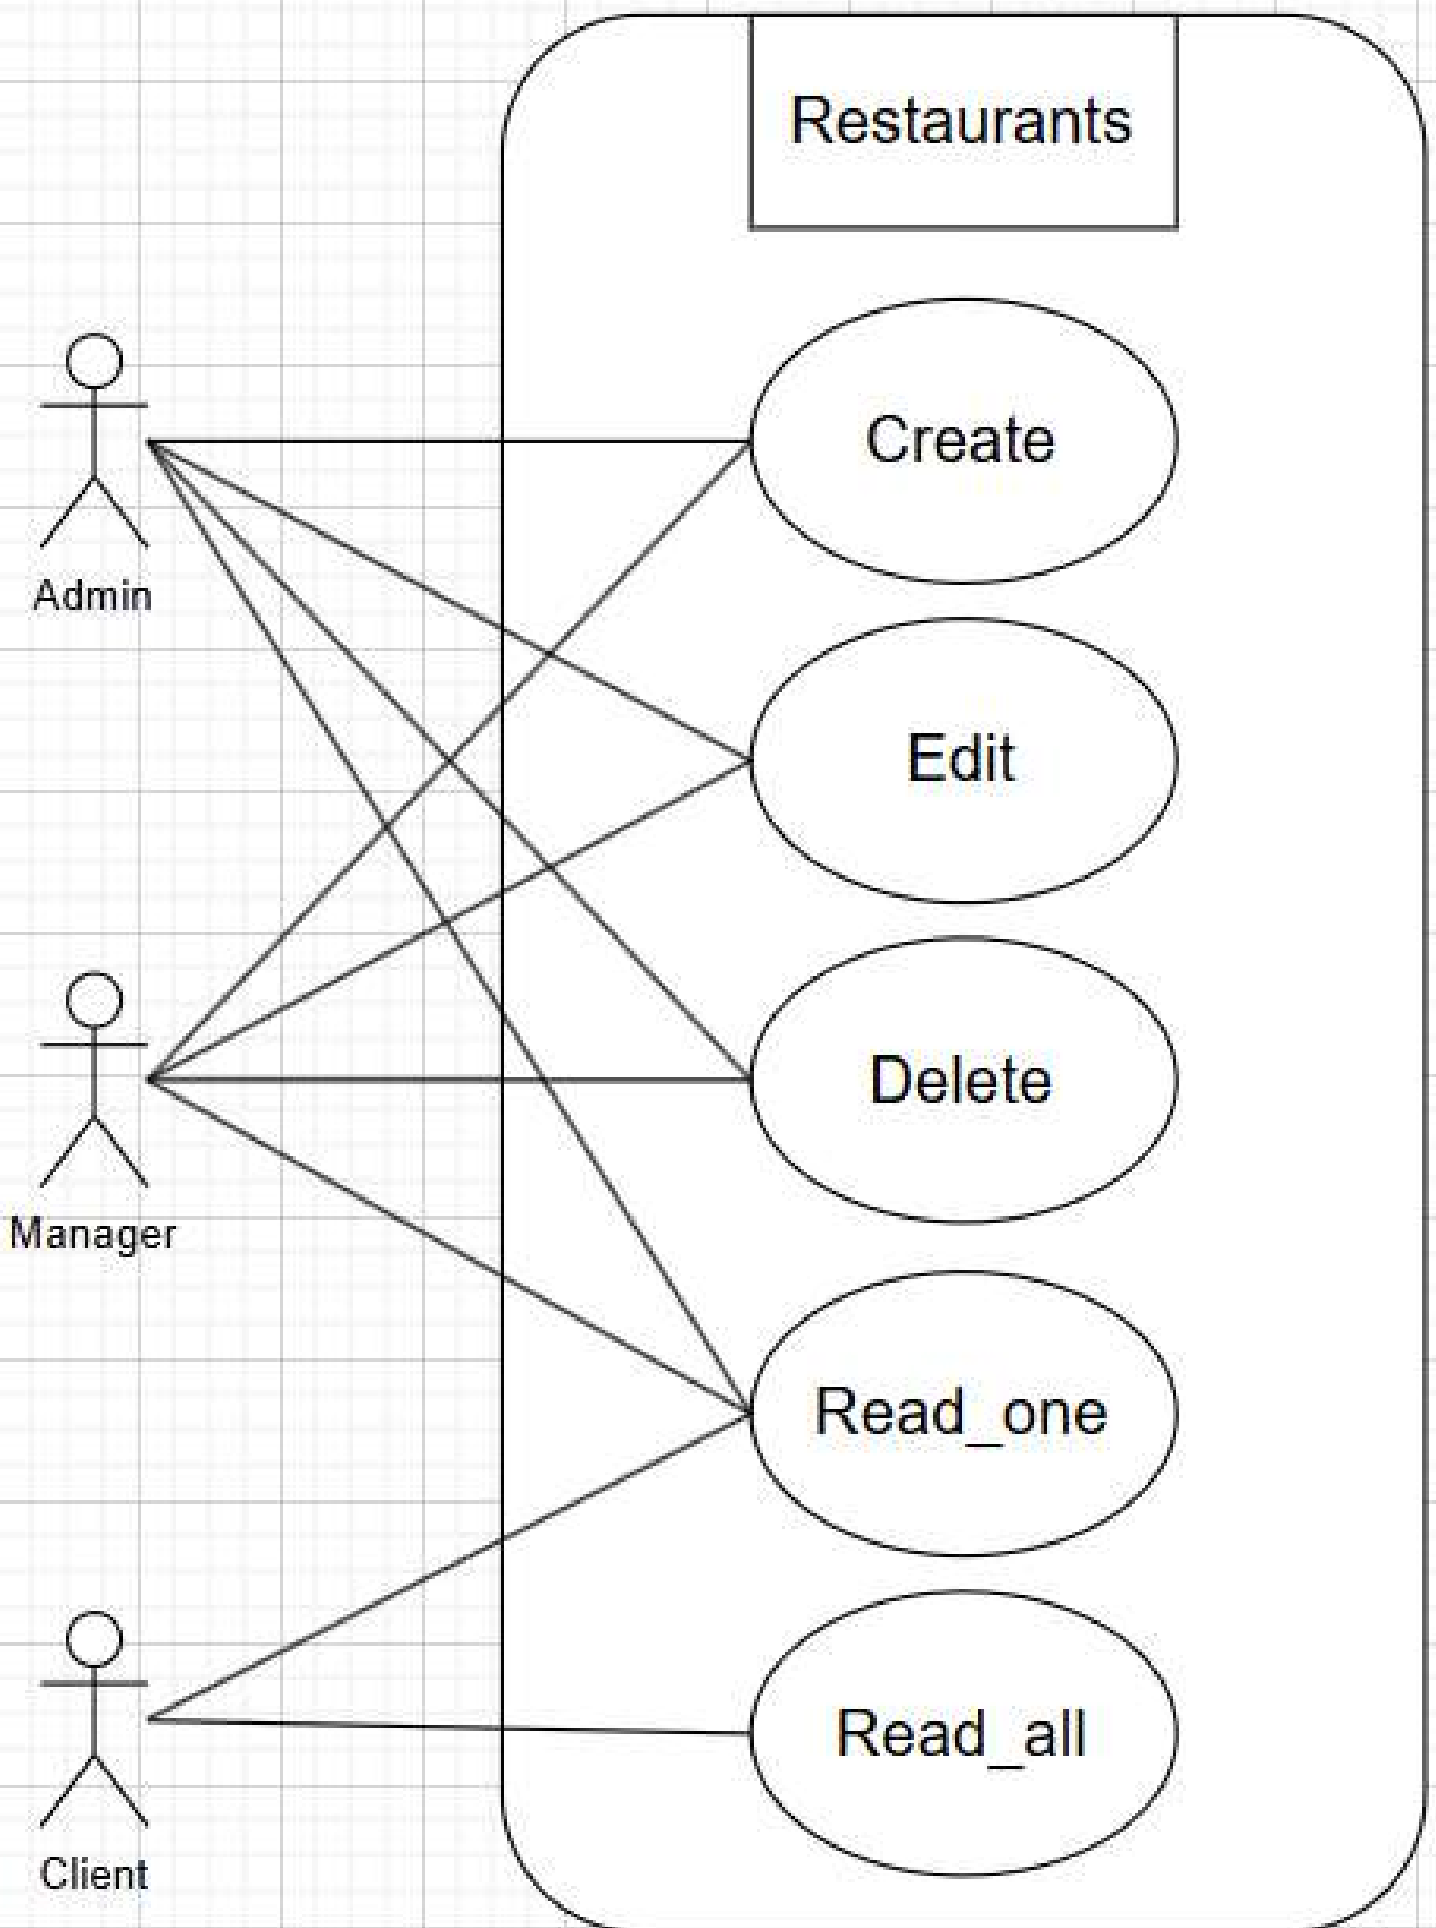 Restaurants
Create
Admin
Edit
Delete
Manager
Read_one
Read_all
Client